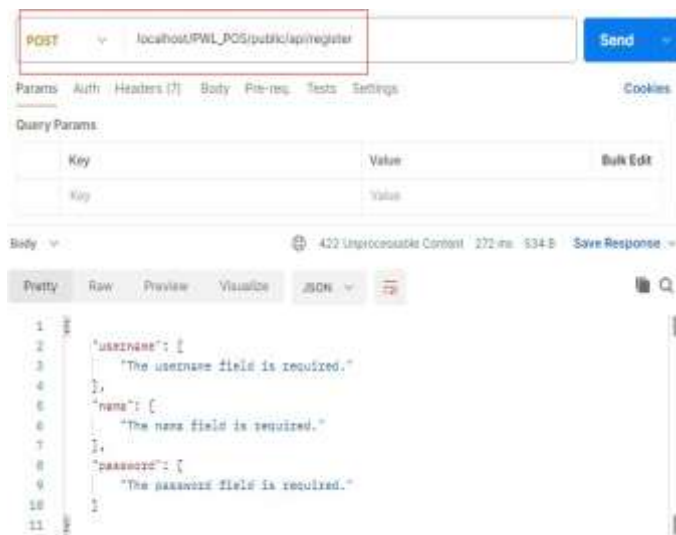 POST localhost/PWL_POS/public/api/register Send
Params Auth Headers (7) Body Pre-req. Tests Settings Cookies
Query Params
Key Value Bulk Edit
Key Value
Body 422 Unprocessable Content 272 ms 534 B Save Response
Pretty Raw Preview Visualize JSON
1 {
2 "username": [
3 "The username field is required."
4 ],
5 "nama": [
6 "The nama field is required."
7 ],
8 "password": [
9 "The password field is required."
10 ]
11 }